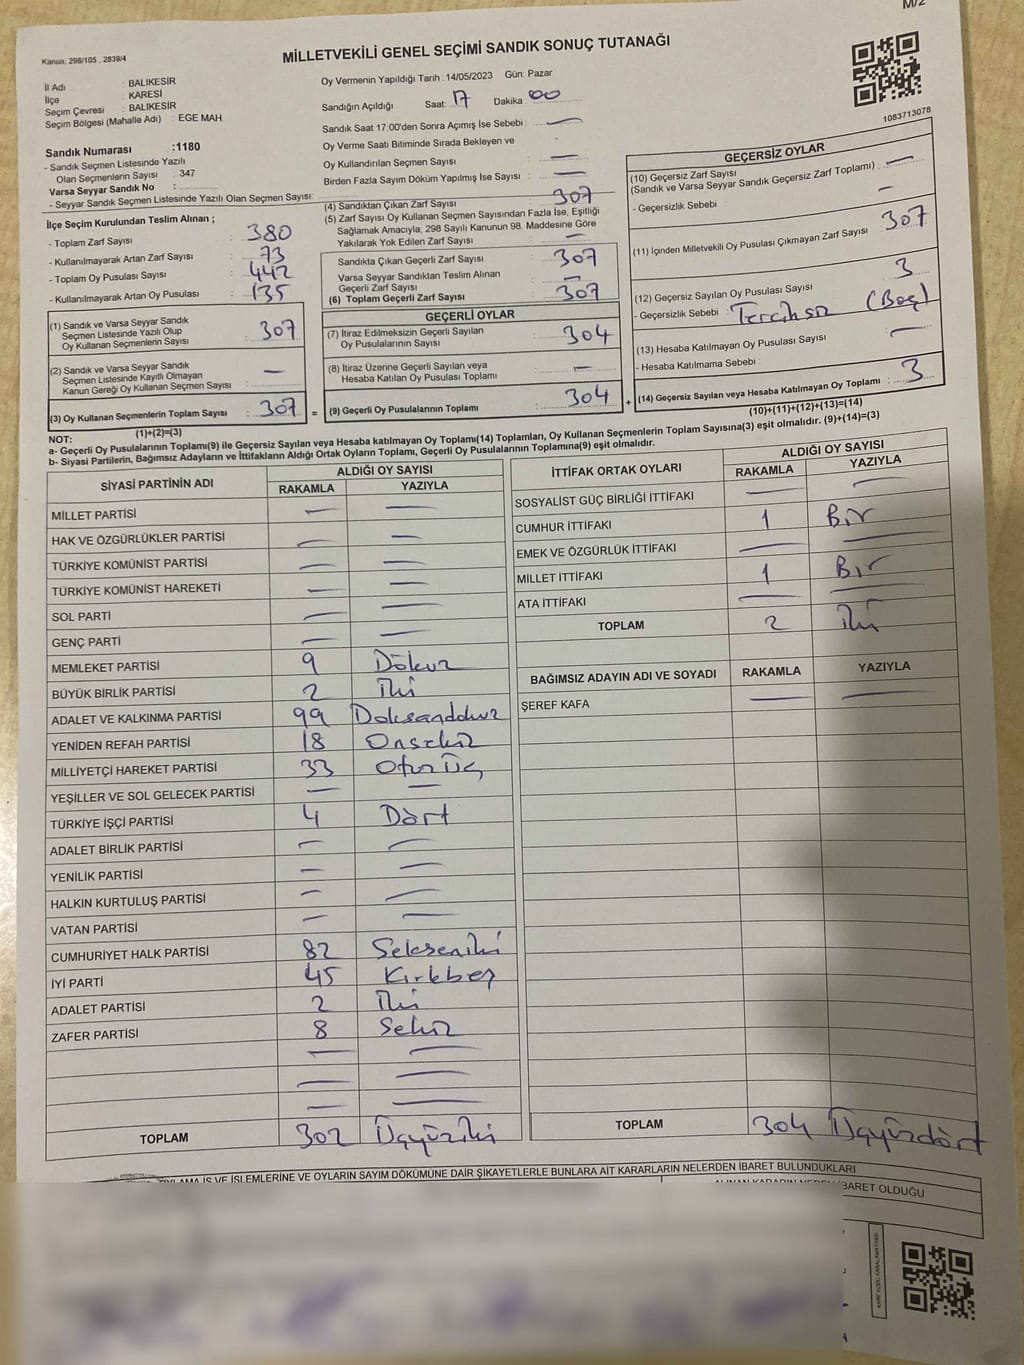 M/2
Kanun: 298/105 , 2839/4
MİLLETVEKİLİ GENEL SEÇİMİ SANDIK SONUÇ TUTANAĞI
İl Adı : BALIKESİR
İlçe : KARESİ
Seçim Çevresi : BALIKESİR
Seçim Bölgesi (Mahalle Adı) : EGE MAH.
Oy Vermenin Yapıldığı Tarih :14/05/2023 Gün: Pazar
Sandığın Açıldığı Saat: 17 Dakika 00
Sandık Saat 17:00'den Sonra Açımış İse Sebebi : —
Oy Verme Saati Bitiminde Sırada Bekleyen ve
Oy Kullandırılan Seçmen Sayısı : —
Birden Fazla Sayım Döküm Yapılmış İse Sayısı : —
1083713078
Sandık Numarası :1180
- Sandık Seçmen Listesinde Yazılı
Olan Seçmenlerin Sayısı : 347
Varsa Seyyar Sandık No :
- Seyyar Sandık Seçmen Listesinde Yazılı Olan Seçmen Sayısı:
İlçe Seçim Kurulundan Teslim Alınan ;
- Toplam Zarf Sayısı : 380
- Kullanılmayarak Artan Zarf Sayısı : 73
- Toplam Oy Pusulası Sayısı : 442
- Kullanılmayarak Artan Oy Pusulası : 135
(1) Sandık ve Varsa Seyyar Sandık
Seçmen Listesinde Yazılı Olup
Oy Kullanan Seçmenlerin Sayısı : 307
(2) Sandık ve Varsa Seyyar Sandık
Seçmen Listesinde Kayıtlı Olmayan
Kanun Gereği Oy Kullanan Seçmen Sayısı : —
(3) Oy Kullanan Seçmenlerin Toplam Sayısı : 307
(1)+(2)=(3)
(4) Sandıktan Çıkan Zarf Sayısı : 307
(5) Zarf Sayısı Oy Kullanan Seçmen Sayısından Fazla İse, Eşitliği
Sağlamak Amacıyla, 298 Sayılı Kanunun 98. Maddesine Göre
Yakılarak Yok Edilen Zarf Sayısı : —
Sandıkta Çıkan Geçerli Zarf Sayısı : 307
Varsa Seyyar Sandıktan Teslim Alınan
Geçerli Zarf Sayısı : —
(6) Toplam Geçerli Zarf Sayısı : 307
GEÇERLİ OYLAR
(7) İtiraz Edilmeksizin Geçerli Sayılan
Oy Pusulalarının Sayısı : 304
(8) İtiraz Üzerine Geçerli Sayılan veya
Hesaba Katılan Oy Pusulası Toplamı : —
= (9) Geçerli Oy Pusulalarının Toplamı : 304
GEÇERSİZ OYLAR
(10) Geçersiz Zarf Sayısı
(Sandık ve Varsa Seyyar Sandık Geçersiz Zarf Toplamı) : —
- Geçersizlik Sebebi : —
(11) İçinden Milletvekili Oy Pusulası Çıkmayan Zarf Sayısı : 307
(12) Geçersiz Sayılan Oy Pusulası Sayısı : 3
- Geçersizlik Sebebi : Tercihsiz (Boş)
(13) Hesaba Katılmayan Oy Pusulası Sayısı : —
- Hesaba Katılmama Sebebi :
+ (14) Geçersiz Sayılan veya Hesaba Katılmayan Oy Toplamı : 3
(10)+(11)+(12)+(13)=(14)
NOT:
a- Geçerli Oy Pusulalarının Toplamı(9) ile Geçersiz Sayılan veya Hesaba katılmayan Oy Toplamı(14) Toplamları, Oy Kullanan Seçmenlerin Toplam Sayısına(3) eşit olmalıdır. (9)+(14)=(3)
b- Siyasi Partilerin, Bağımsız Adayların ve İttifakların Aldığı Ortak Oyların Toplamı, Geçerli Oy Pusulalarının Toplamına(9) eşit olmalıdır.
SİYASİ PARTİNİN ADI ALDIĞI OY SAYISI
RAKAMLA YAZIYLA
MİLLET PARTİSİ — —
HAK VE ÖZGÜRLÜKLER PARTİSİ — —
TÜRKİYE KOMÜNİST PARTİSİ — —
TÜRKİYE KOMÜNİST HAREKETİ — —
SOL PARTİ — —
GENÇ PARTİ — —
MEMLEKET PARTİSİ 9 Dokuz
BÜYÜK BİRLİK PARTİSİ 2 İki
ADALET VE KALKINMA PARTİSİ 99 Doksandokuz
YENİDEN REFAH PARTİSİ 18 Onsekiz
MİLLİYETÇİ HAREKET PARTİSİ 33 Otuz Üç
YEŞİLLER VE SOL GELECEK PARTİSİ — —
TÜRKİYE İŞÇİ PARTİSİ 4 Dört
ADALET BİRLİK PARTİSİ — —
YENİLİK PARTİSİ — —
HALKIN KURTULUŞ PARTİSİ — —
VATAN PARTİSİ — —
CUMHURİYET HALK PARTİSİ 82 Sekseniki
İYİ PARTİ 45 Kırkbeş
ADALET PARTİSİ 2 İki
ZAFER PARTİSİ 8 Sekiz
— —
— —
— —
TOPLAM 302 Üçyüziki
İTTİFAK ORTAK OYLARI ALDIĞI OY SAYISI
RAKAMLA YAZIYLA
SOSYALİST GÜÇ BİRLİĞİ İTTİFAKI — —
CUMHUR İTTİFAKI 1 Bir
EMEK VE ÖZGÜRLÜK İTTİFAKI — —
MİLLET İTTİFAKI 1 Bir
ATA İTTİFAKI — —
TOPLAM 2 İki
BAĞIMSIZ ADAYIN ADI VE SOYADI RAKAMLA YAZIYLA
ŞEREF KAFA — —
TOPLAM 304 Üçyüzdört
İŞ VE İŞLEMLERİNE VE OYLARIN SAYIM DÖKÜMÜNE DAİR ŞİKAYETLERLE BUNLARA AİT KARARLARIN NELERDEN İBARET BULUNDUKLARI
ALINAN KARARIN NEDEN İBARET OLDUĞU